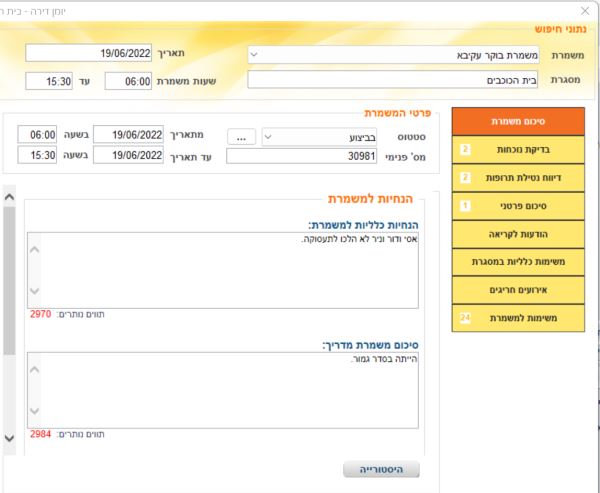 יומן דירה - בית ה
נתוני חיפוש
משמרת משמרת בוקר עקיבא תאריך 19/06/2022
מסגרת בית הכוכבים שעות משמרת 06:00 עד 15:30
סיכום משמרת
בדיקת נוכחות 2
דיווח נטילת תרופות 2
סיכום פרטני 1
הודעות לקריאה
משימות כלליות במסגרת
אירועים חריגים
משימות למשמרת 24
פרטי המשמרת
סטטוס בביצוע ... מתאריך 19/06/2022 בשעה 06:00
מס' פנימי 30981 עד תאריך 19/06/2022 בשעה 15:30
הנחיות למשמרת
הנחיות כלליות למשמרת:
אסי ודור וניר לא הלכו לתעסוקה.
תווים נותרים: 2970
סיכום משמרת מדריך:
הייתה בסדר גמור.
תווים נותרים: 2984
היסטורייה